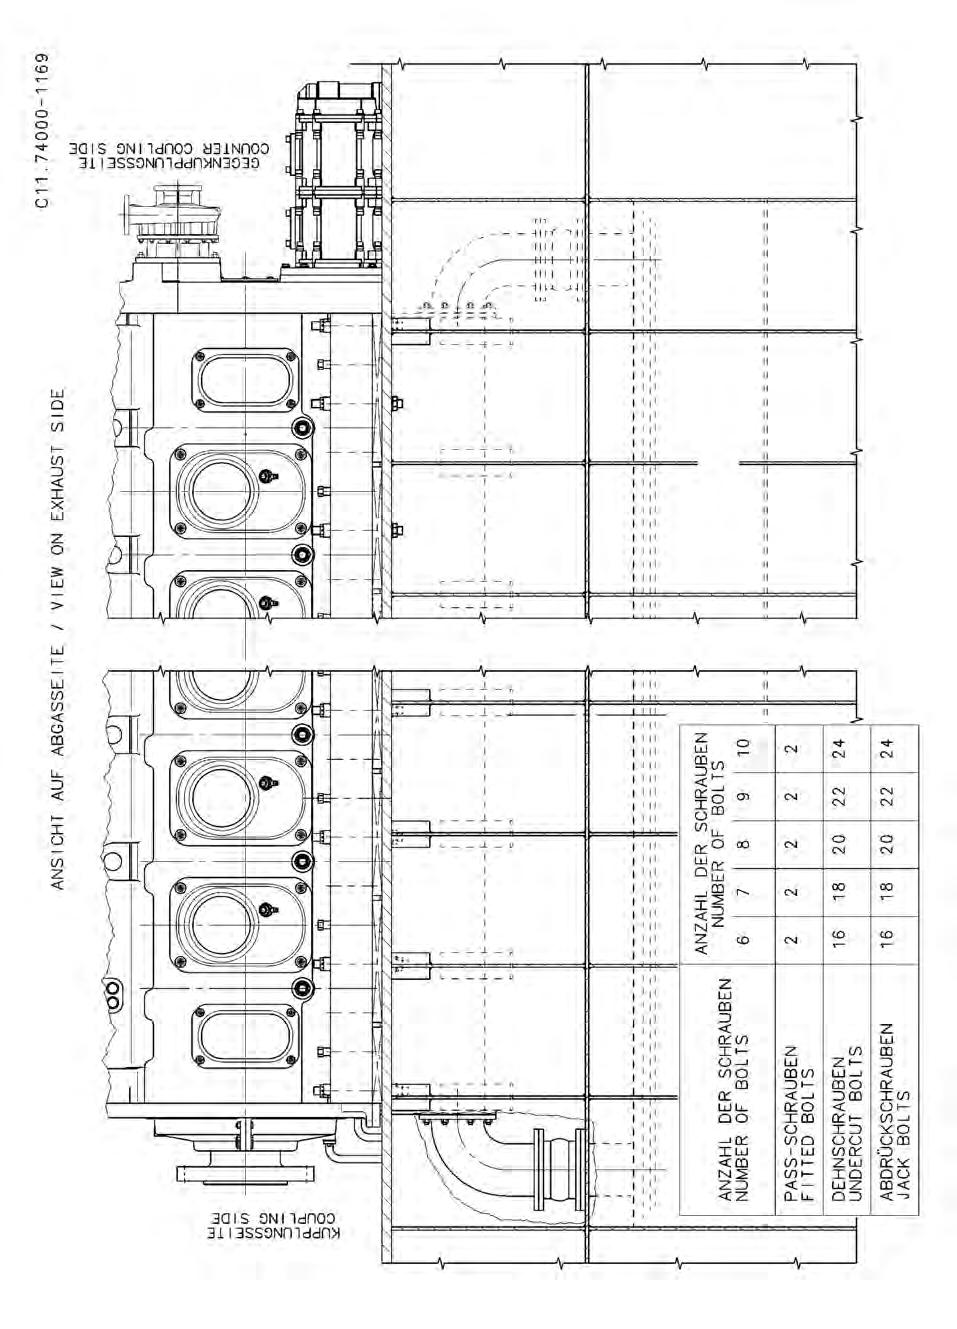 C11.74000-1169
ANSICHT AUF ABGASSEITE / VIEW ON EXHAUST SIDE
KUPPLUNGSSEITE
COUPLING SIDE
GEGENKUPPLUNGSSEITE
COUNTER COUPLING SIDE
ANZAHL DER SCHRAUBEN
NUMBER OF BOLTS
ANZAHL DER SCHRAUBEN
NUMBER OF BOLTS
6 7 8 9 10
PASS-SCHRAUBEN
FITTED BOLTS
2 2 2 2 2
DEHNSCHRAUBEN
UNDERCUT BOLTS
16 18 20 22 24
ABDRÜCKSCHRAUBEN
JACK BOLTS
16 18 20 22 24